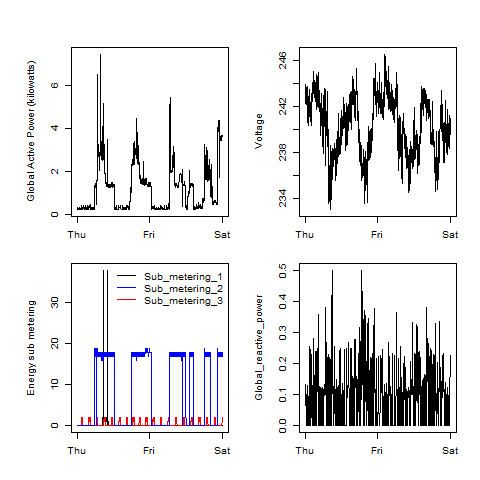 Global Active Power (kilowatts)
0 2 4 6
Thu Fri Sat
Voltage
234 238 242 246
Thu Fri Sat
Energy sub metering
0 10 20 30
Sub_metering_1
Sub_metering_2
Sub_metering_3
Thu Fri Sat
Global_reactive_power
0.0 0.1 0.2 0.3 0.4 0.5
Thu Fri Sat